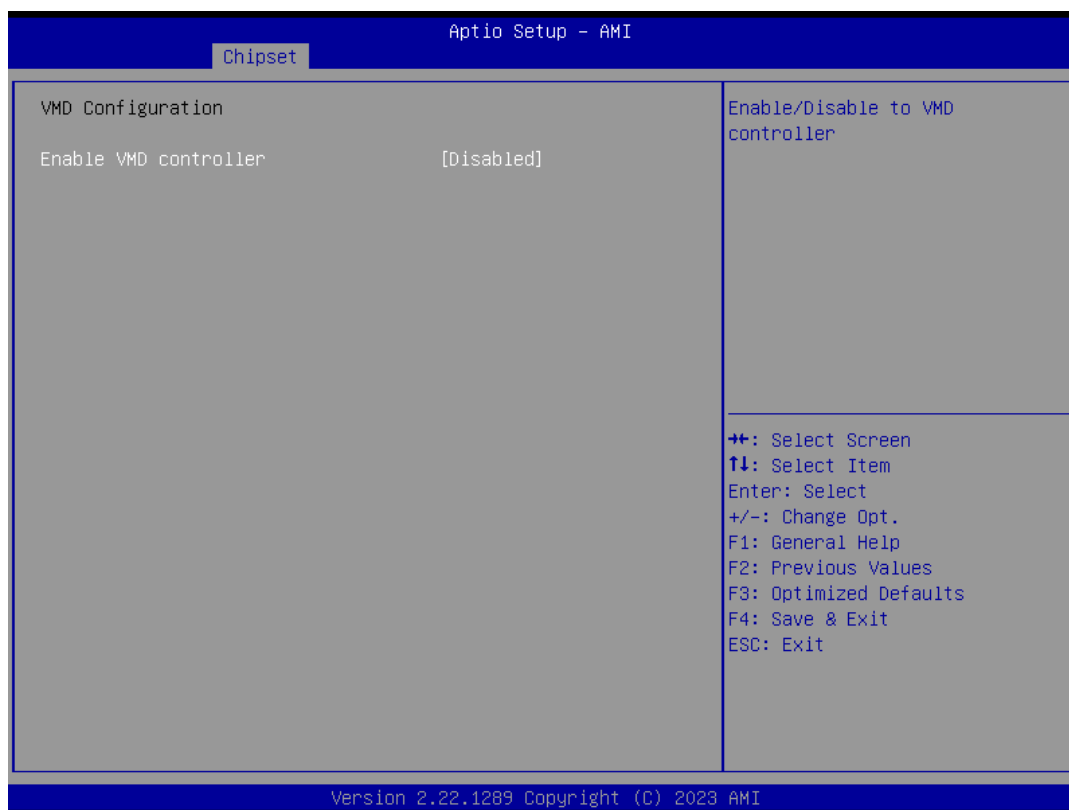 Aptio Setup – AMI
Chipset
VMD Configuration
Enable VMD controller [Disabled]
Enable/Disable to VMD
controller
→←: Select Screen
↑↓: Select Item
Enter: Select
+/-: Change Opt.
F1: General Help
F2: Previous Values
F3: Optimized Defaults
F4: Save & Exit
ESC: Exit
Version 2.22.1289 Copyright (C) 2023 AMI